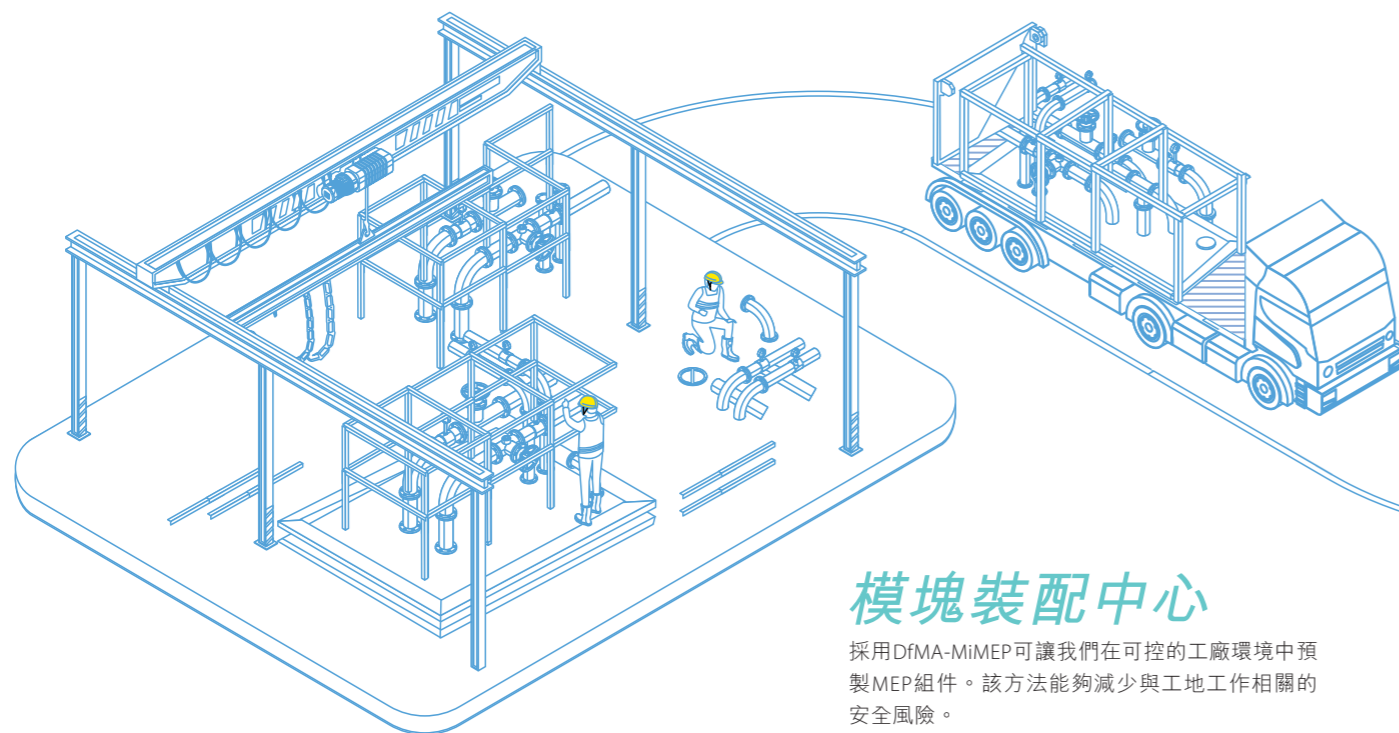 模塊裝配中心
採用DfMA-MiMEP可讓我們在可控的工廠環境中預
製MEP組件。該方法能夠減少與工地工作相關的
安全風險。